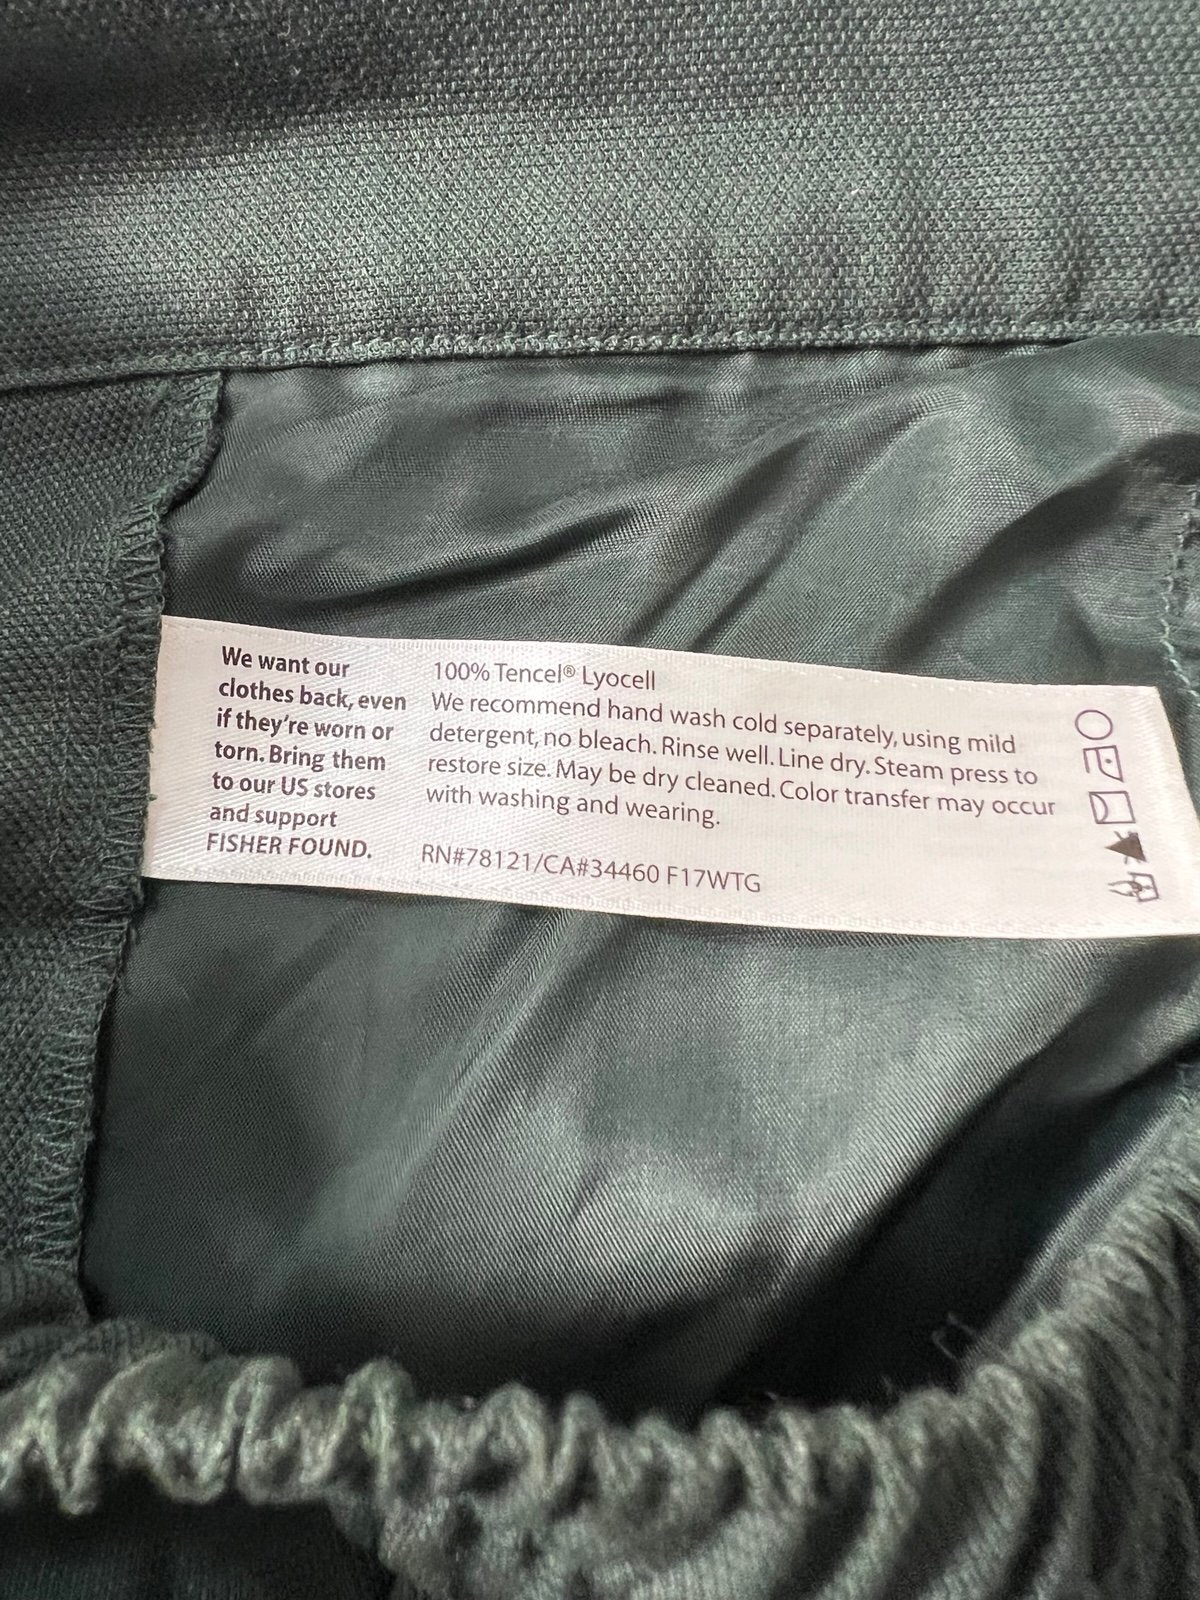 We want our
clothes back, even
if they're worn or
torn. Bring them
to our US stores
and support
FISHER FOUND.
100% Tencel® Lyocell
We recommend hand wash cold separately, using mild
detergent, no bleach. Rinse well. Line dry. Steam press to
restore size. May be dry cleaned. Color transfer may occur
with washing and wearing.
RN#78121/CA#34460 F17WTG